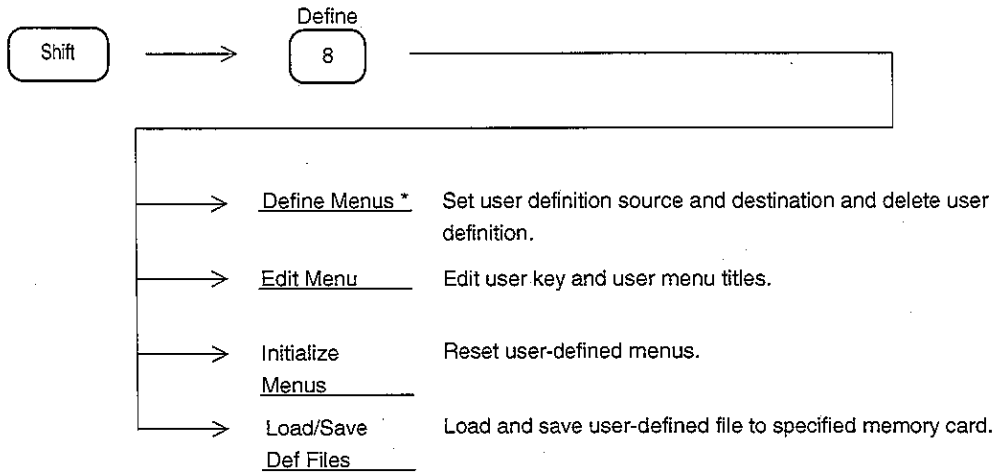 Define
Shift
8
Define Menus *
Set user definition source and destination and delete user
definition.
Edit Menu
Edit user key and user menu titles.
Initialize
Menus
Reset user-defined menus.
Load/Save
Def Files
Load and save user-defined file to specified memory card.